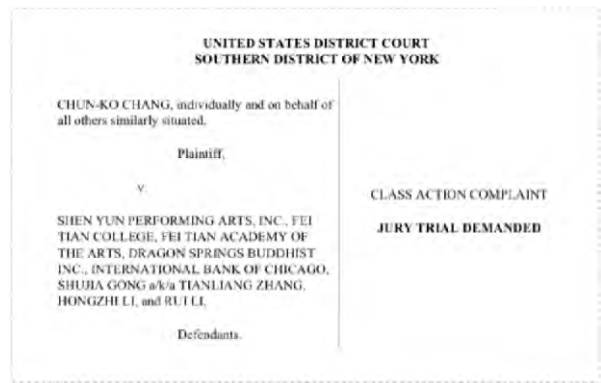 UNITED STATES DISTRICT COURT
SOUTHERN DISTRICT OF NEW YORK
CHUN-KO CHANG, individually and on behalf of
all others similarly situated,
Plaintiff,
v.
SHEN YUN PERFORMING ARTS, INC., FEI
TIAN COLLEGE, FEI TIAN ACADEMY OF
THE ARTS, DRAGON SPRINGS BUDDHIST
INC., INTERNATIONAL BANK OF CHICAGO,
SHUJIA GONG a/k/a TIANLIANG ZHANG,
HONGZHI LI, and RUI LI,
Defendants.
CLASS ACTION COMPLAINT
JURY TRIAL DEMANDED